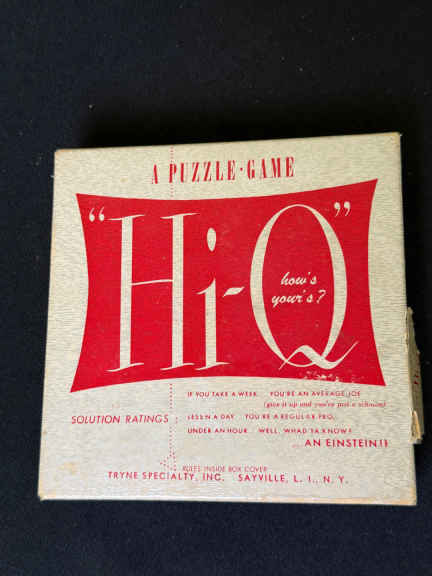 A PUZZLE-GAME
"Hi-Q"
how's
your's?
SOLUTION RATINGS:
IF YOU TAKE A WEEK. YOU'RE AN AVERAGE JOE
(give it up and you're just a schmoe)
LESS'N A DAY. YOU'RE A REGULAR PRO.
UNDER AN HOUR. WELL, WHAD YA KNOW?
...AN EINSTEIN!!
RULES INSIDE BOX COVER
TRYNE SPECIALTY, INC. SAYVILLE, L. I., N. Y.